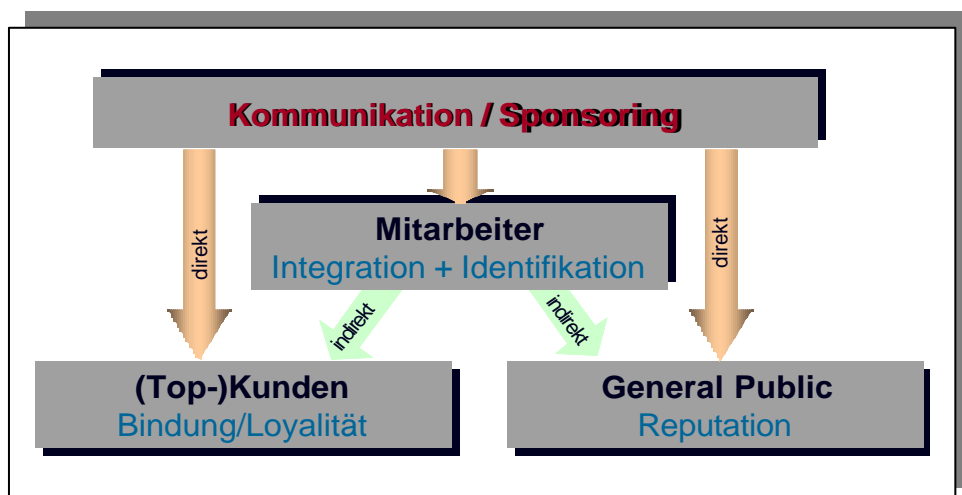 Kommunikation / Sponsoring
Mitarbeiter
Integration + Identifikation
direkt
direkt
indirekt
indirekt
(Top-)Kunden
Bindung/Loyalität
General Public
Reputation